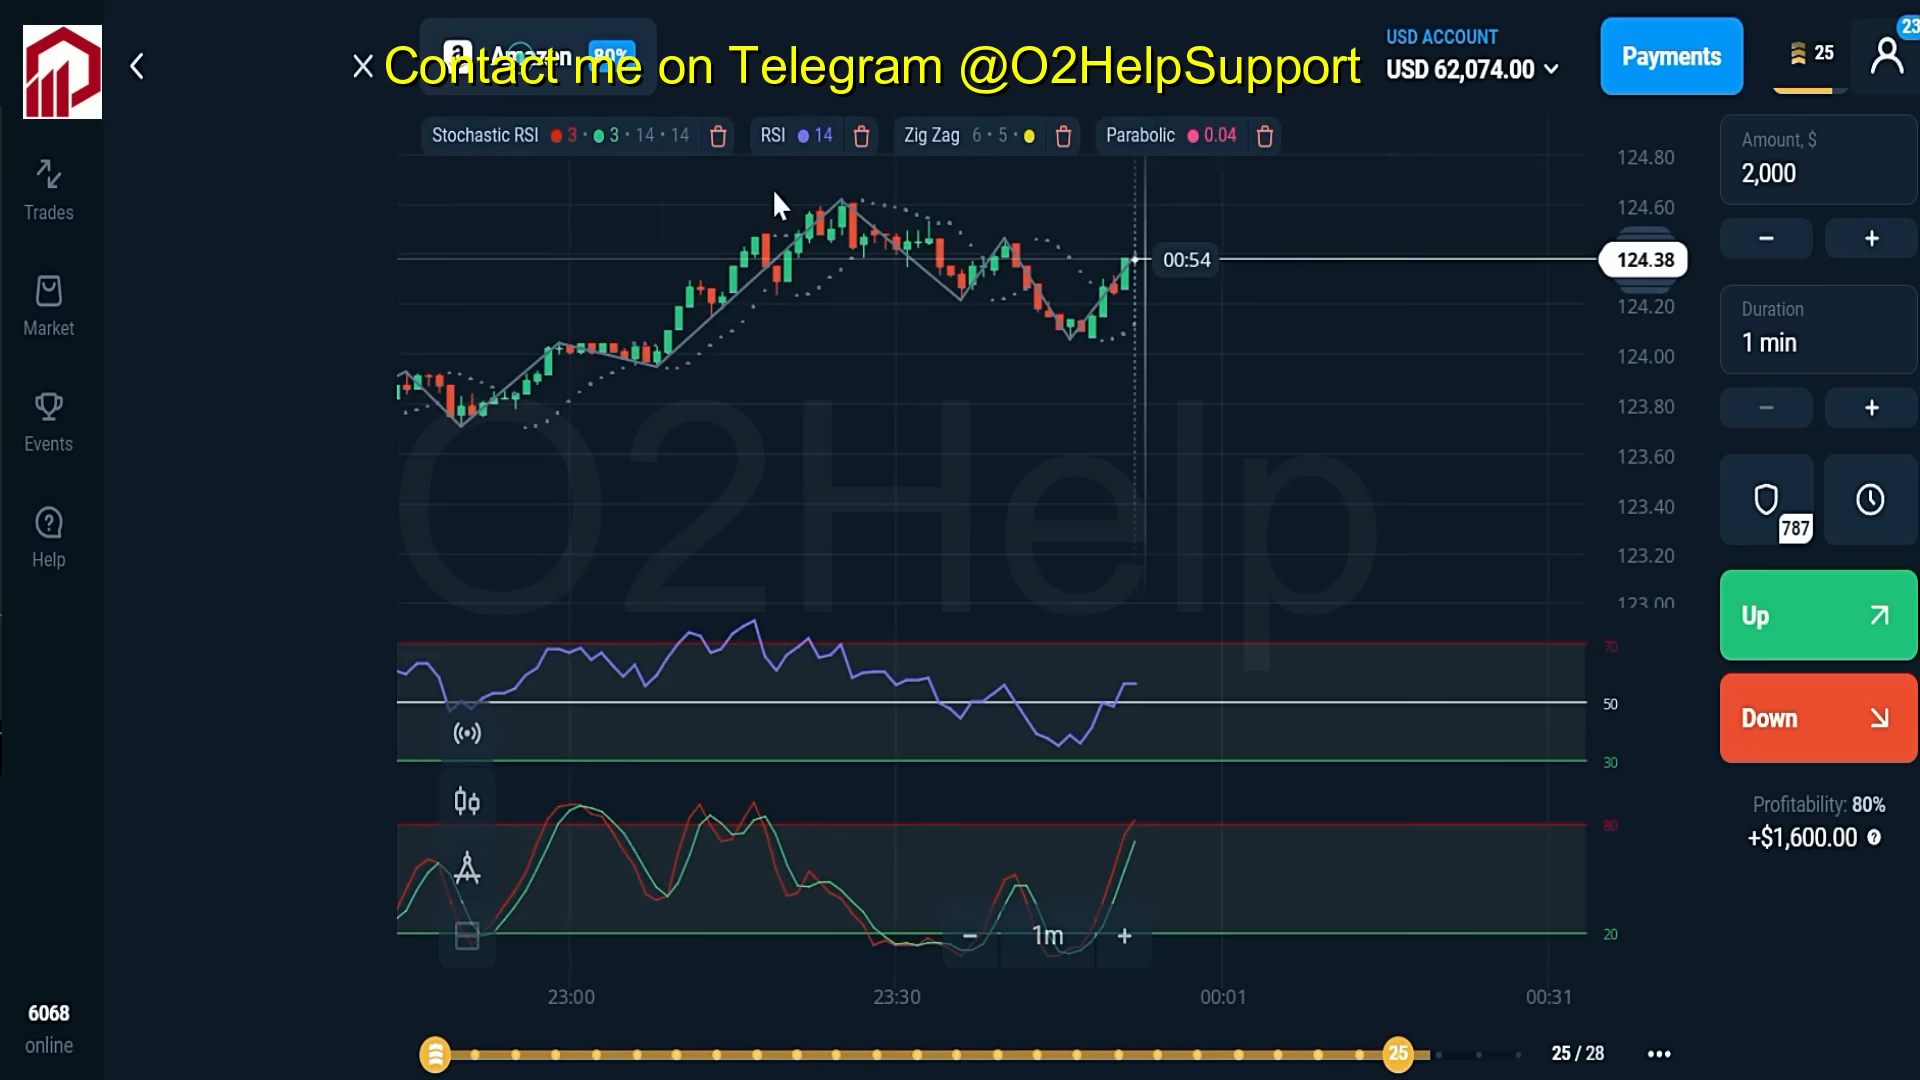 Amazon 80%
Contact me on Telegram @O2HelpSupport
USD ACCOUNT
USD 62,074.00
Payments
25
23
Stochastic RSI 3 · 3 · 14 · 14
RSI 14
Zig Zag 6 · 5 ·
Parabolic 0.04
Trades
Market
Events
Help
6068
online
124.80
124.60
124.38
124.20
124.00
123.80
123.60
123.40
123.20
123.00
00:54
O2Help
70
50
30
80
20
1m
23:00
23:30
00:01
00:31
25
25 / 28
Amount, $
2,000
Duration
1 min
787
Up
Down
Profitability: 80%
+$1,600.00